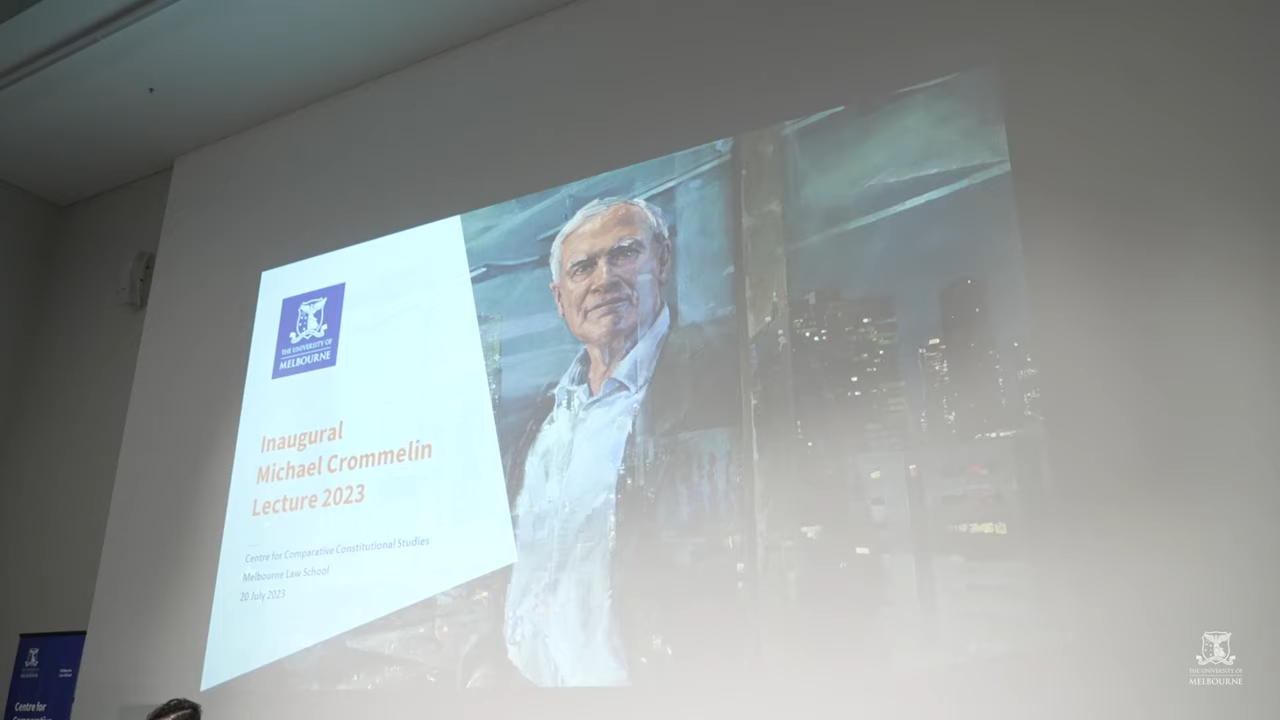 THE UNIVERSITY OF
MELBOURNE
Inaugural
Michael Crommelin
Lecture 2023
Centre for Comparative Constitutional Studies
Melbourne Law School
20 July 2023
Centre for
Comparative
THE UNIVERSITY OF
MELBOURNE